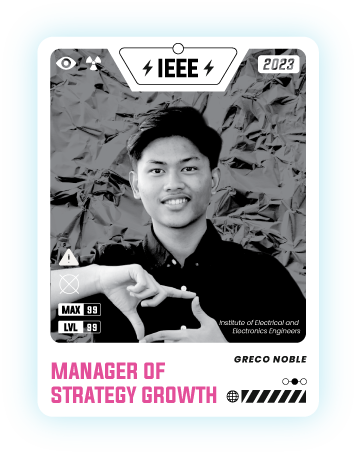 IEEE
2023
MAX 99
LVL 99
Institute of Electrical and
Electronics Engineers
GRECO NOBLE
MANAGER OF
STRATEGY GROWTH